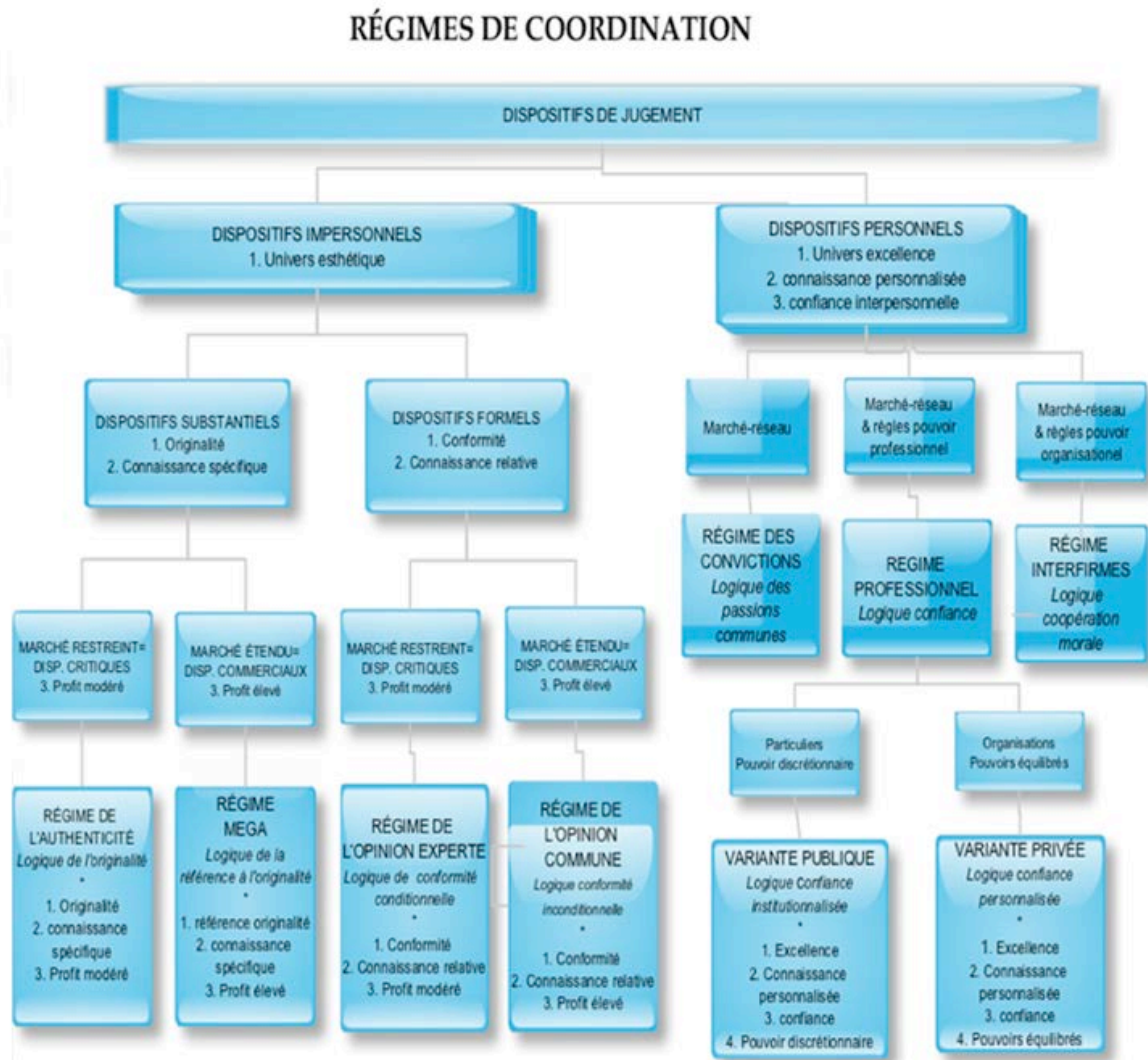 RÉGIMES DE COORDINATION
DISPOSITIFS DE JUGEMENT
DISPOSITIFS IMPERSONNELS
1. Univers esthétique
DISPOSITIFS PERSONNELS
1. Univers excellence
2. connaissance personnalisée
3. confiance interpersonnelle
DISPOSITIFS SUBSTANTIELS
1. Originalité
2. Connaissance spécifique
DISPOSITIFS FORMELS
1. Conformité
2. Connaissance relative
Marché-réseau
Marché-réseau
& règles pouvoir
professionnel
Marché-réseau
& règles pouvoir
organisationel
RÉGIME DES
CONVICTIONS
Logique des
passions
communes
REGIME
PROFESSIONNEL
Logique confiance
RÉGIME
INTERFIRMES
Logique
coopération
morale
MARCHÉ RESTREINT=
DISP. CRITIQUES
3. Profit modéré
MARCHÉ ÉTENDU=
DISP. COMMERCIAUX
3. Profit élevé
MARCHÉ RESTREINT=
DISP. CRITIQUES
3. Profit modéré
MARCHÉ ÉTENDU=
DISP. COMMERCIAUX
3. Profit élevé
Particuliers
Pouvoir discrétionnaire
Organisations
Pouvoirs équilibrés
RÉGIME DE
L'AUTHENTICITÉ
Logique de l'originalité
*
1. Originalité
2. connaissance
spécifique
3. Profit modéré
RÉGIME
MEGA
Logique de la
référence à l'originalité
*
1. référence originalité
2. connaissance
spécifique
3. Profit élevé
RÉGIME DE
L'OPINION EXPERTE
Logique de conformité
conditionnelle
*
1. Conformité
2. Connaissance relative
3. Profit modéré
RÉGIME DE
L'OPINION
COMMUNE
Logique conformité
inconditionnelle
*
1. Conformité
2. Connaissance relative
3. Profit élevé
VARIANTE PUBLIQUE
Logique Confiance
institutionnalisée
*
1. Excellence
2. Connaissance
personnalisée
3. confiance
4. Pouvoir discrétionnaire
VARIANTE PRIVÉE
Logique confiance
personnalisée
*
1. Excellence
2. Connaissance
personnalisée
3. confiance
4. Pouvoirs équilibrés